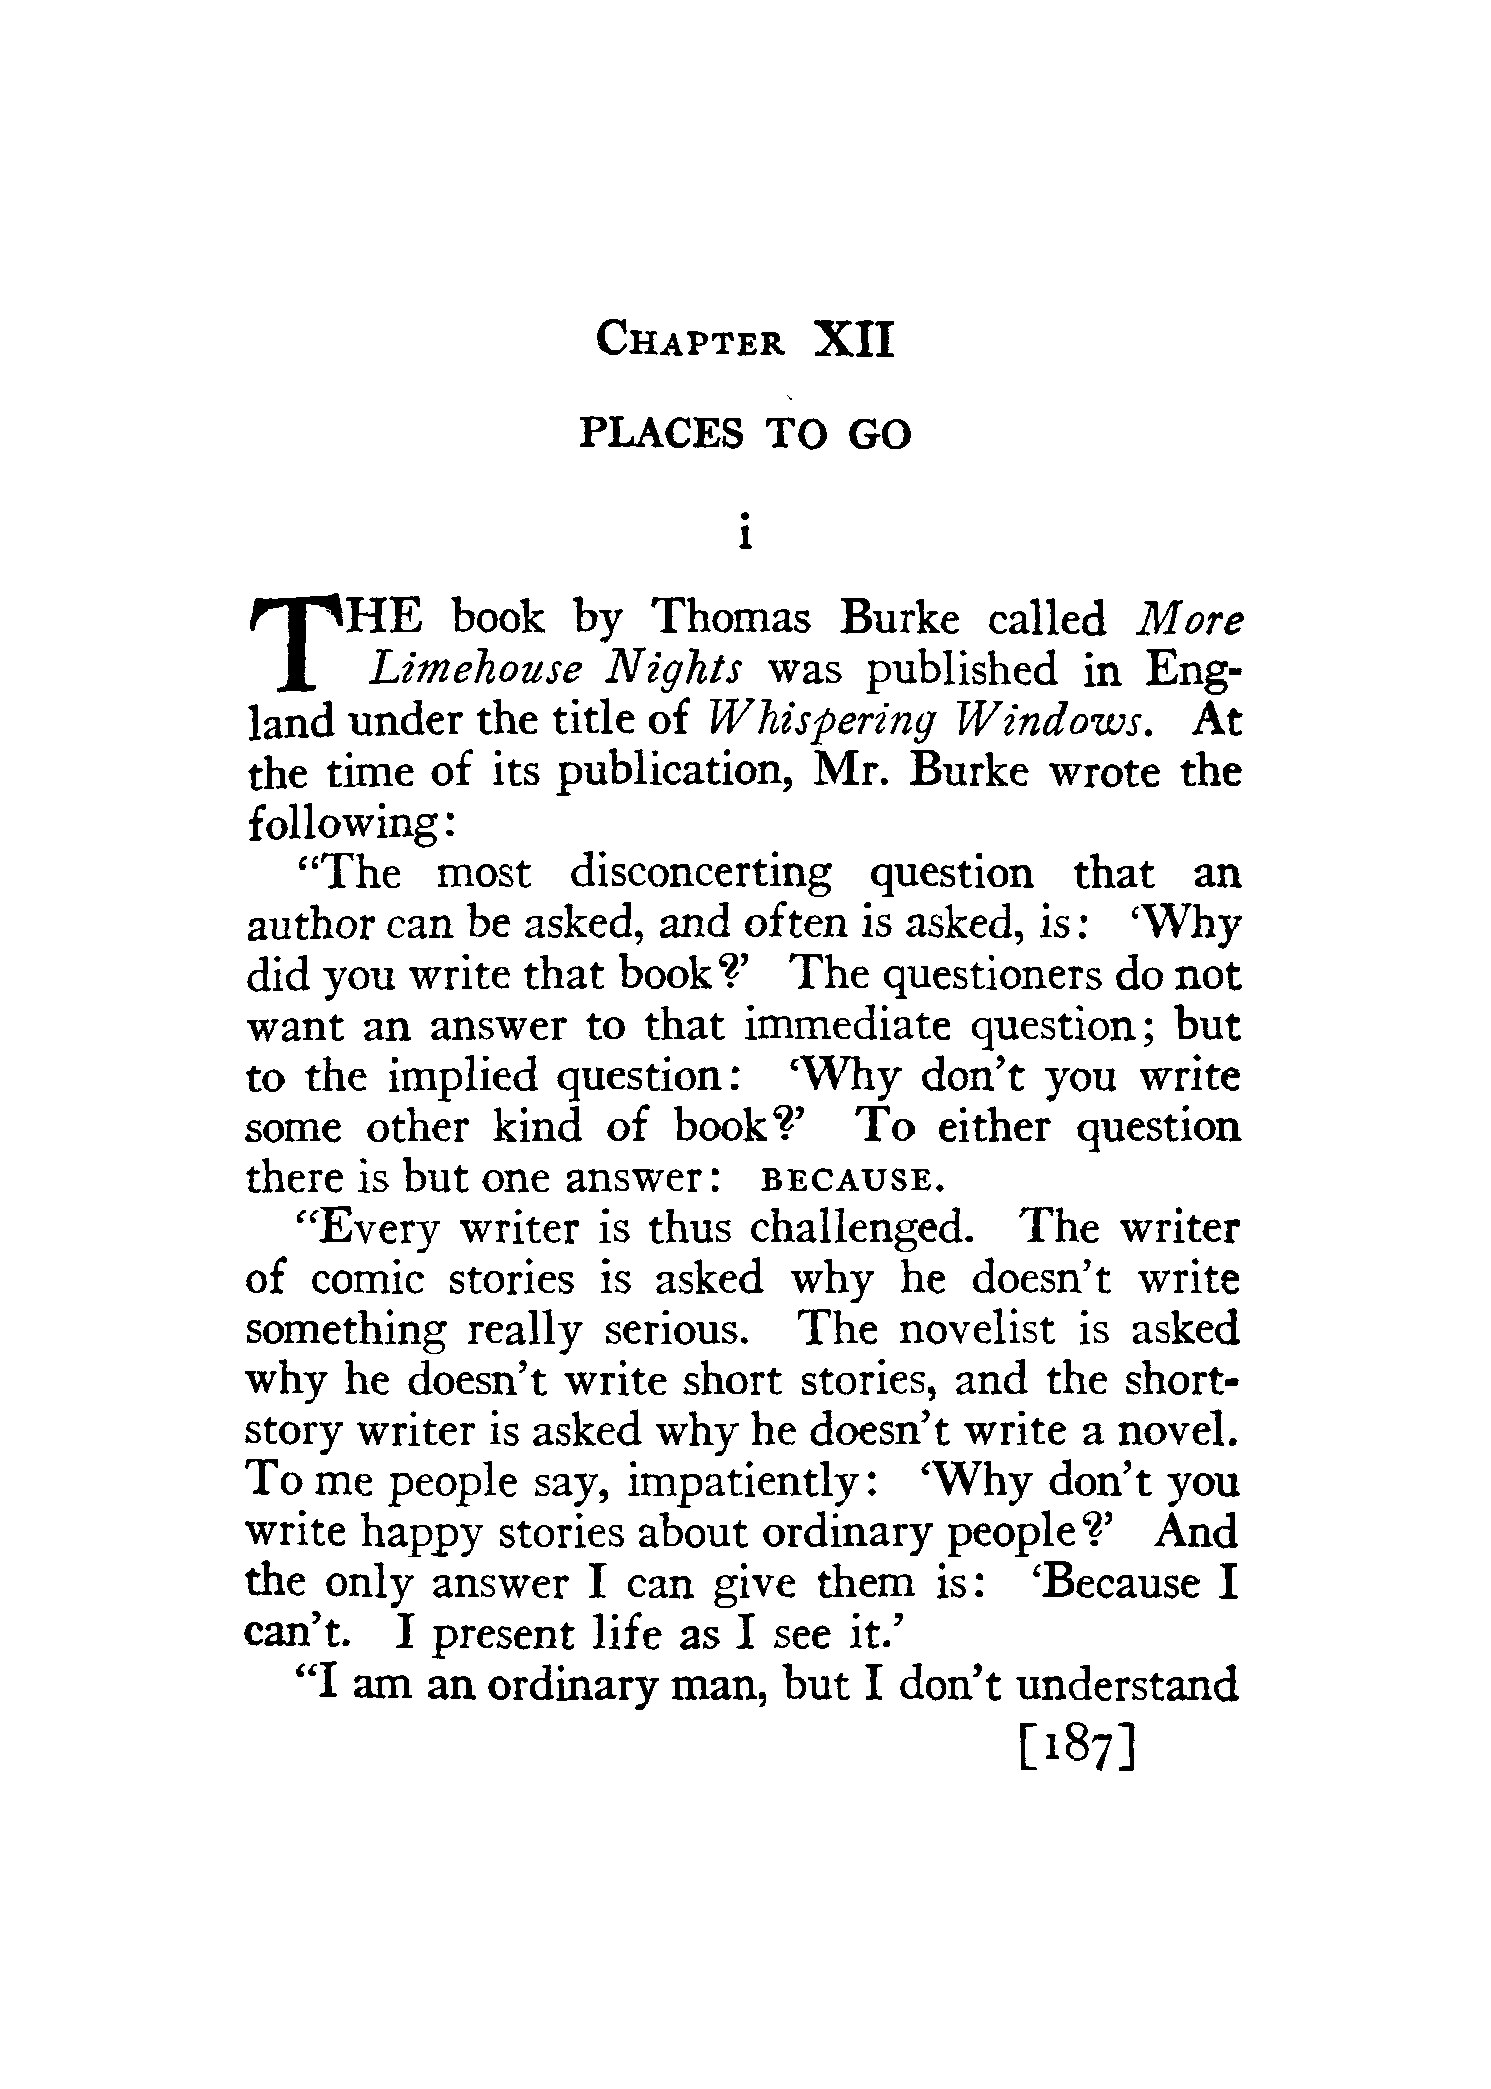 Chapter XII
PLACES TO GO
i
THE book by Thomas Burke called More
Limehouse Nights was published in Eng-
land under the title of Whispering Windows. At
the time of its publication, Mr. Burke wrote the
following:
“The most disconcerting question that an
author can be asked, and often is asked, is: ‘Why
did you write that book?’ The questioners do not
want an answer to that immediate question; but
to the implied question: ‘Why don’t you write
some other kind of book?’ To either question
there is but one answer: BECAUSE.
“Every writer is thus challenged. The writer
of comic stories is asked why he doesn’t write
something really serious. The novelist is asked
why he doesn’t write short stories, and the short-
story writer is asked why he doesn’t write a novel.
To me people say, impatiently: ‘Why don’t you
write happy stories about ordinary people?’ And
the only answer I can give them is: ‘Because I
can’t. I present life as I see it.’
“I am an ordinary man, but I don’t understand
[187]